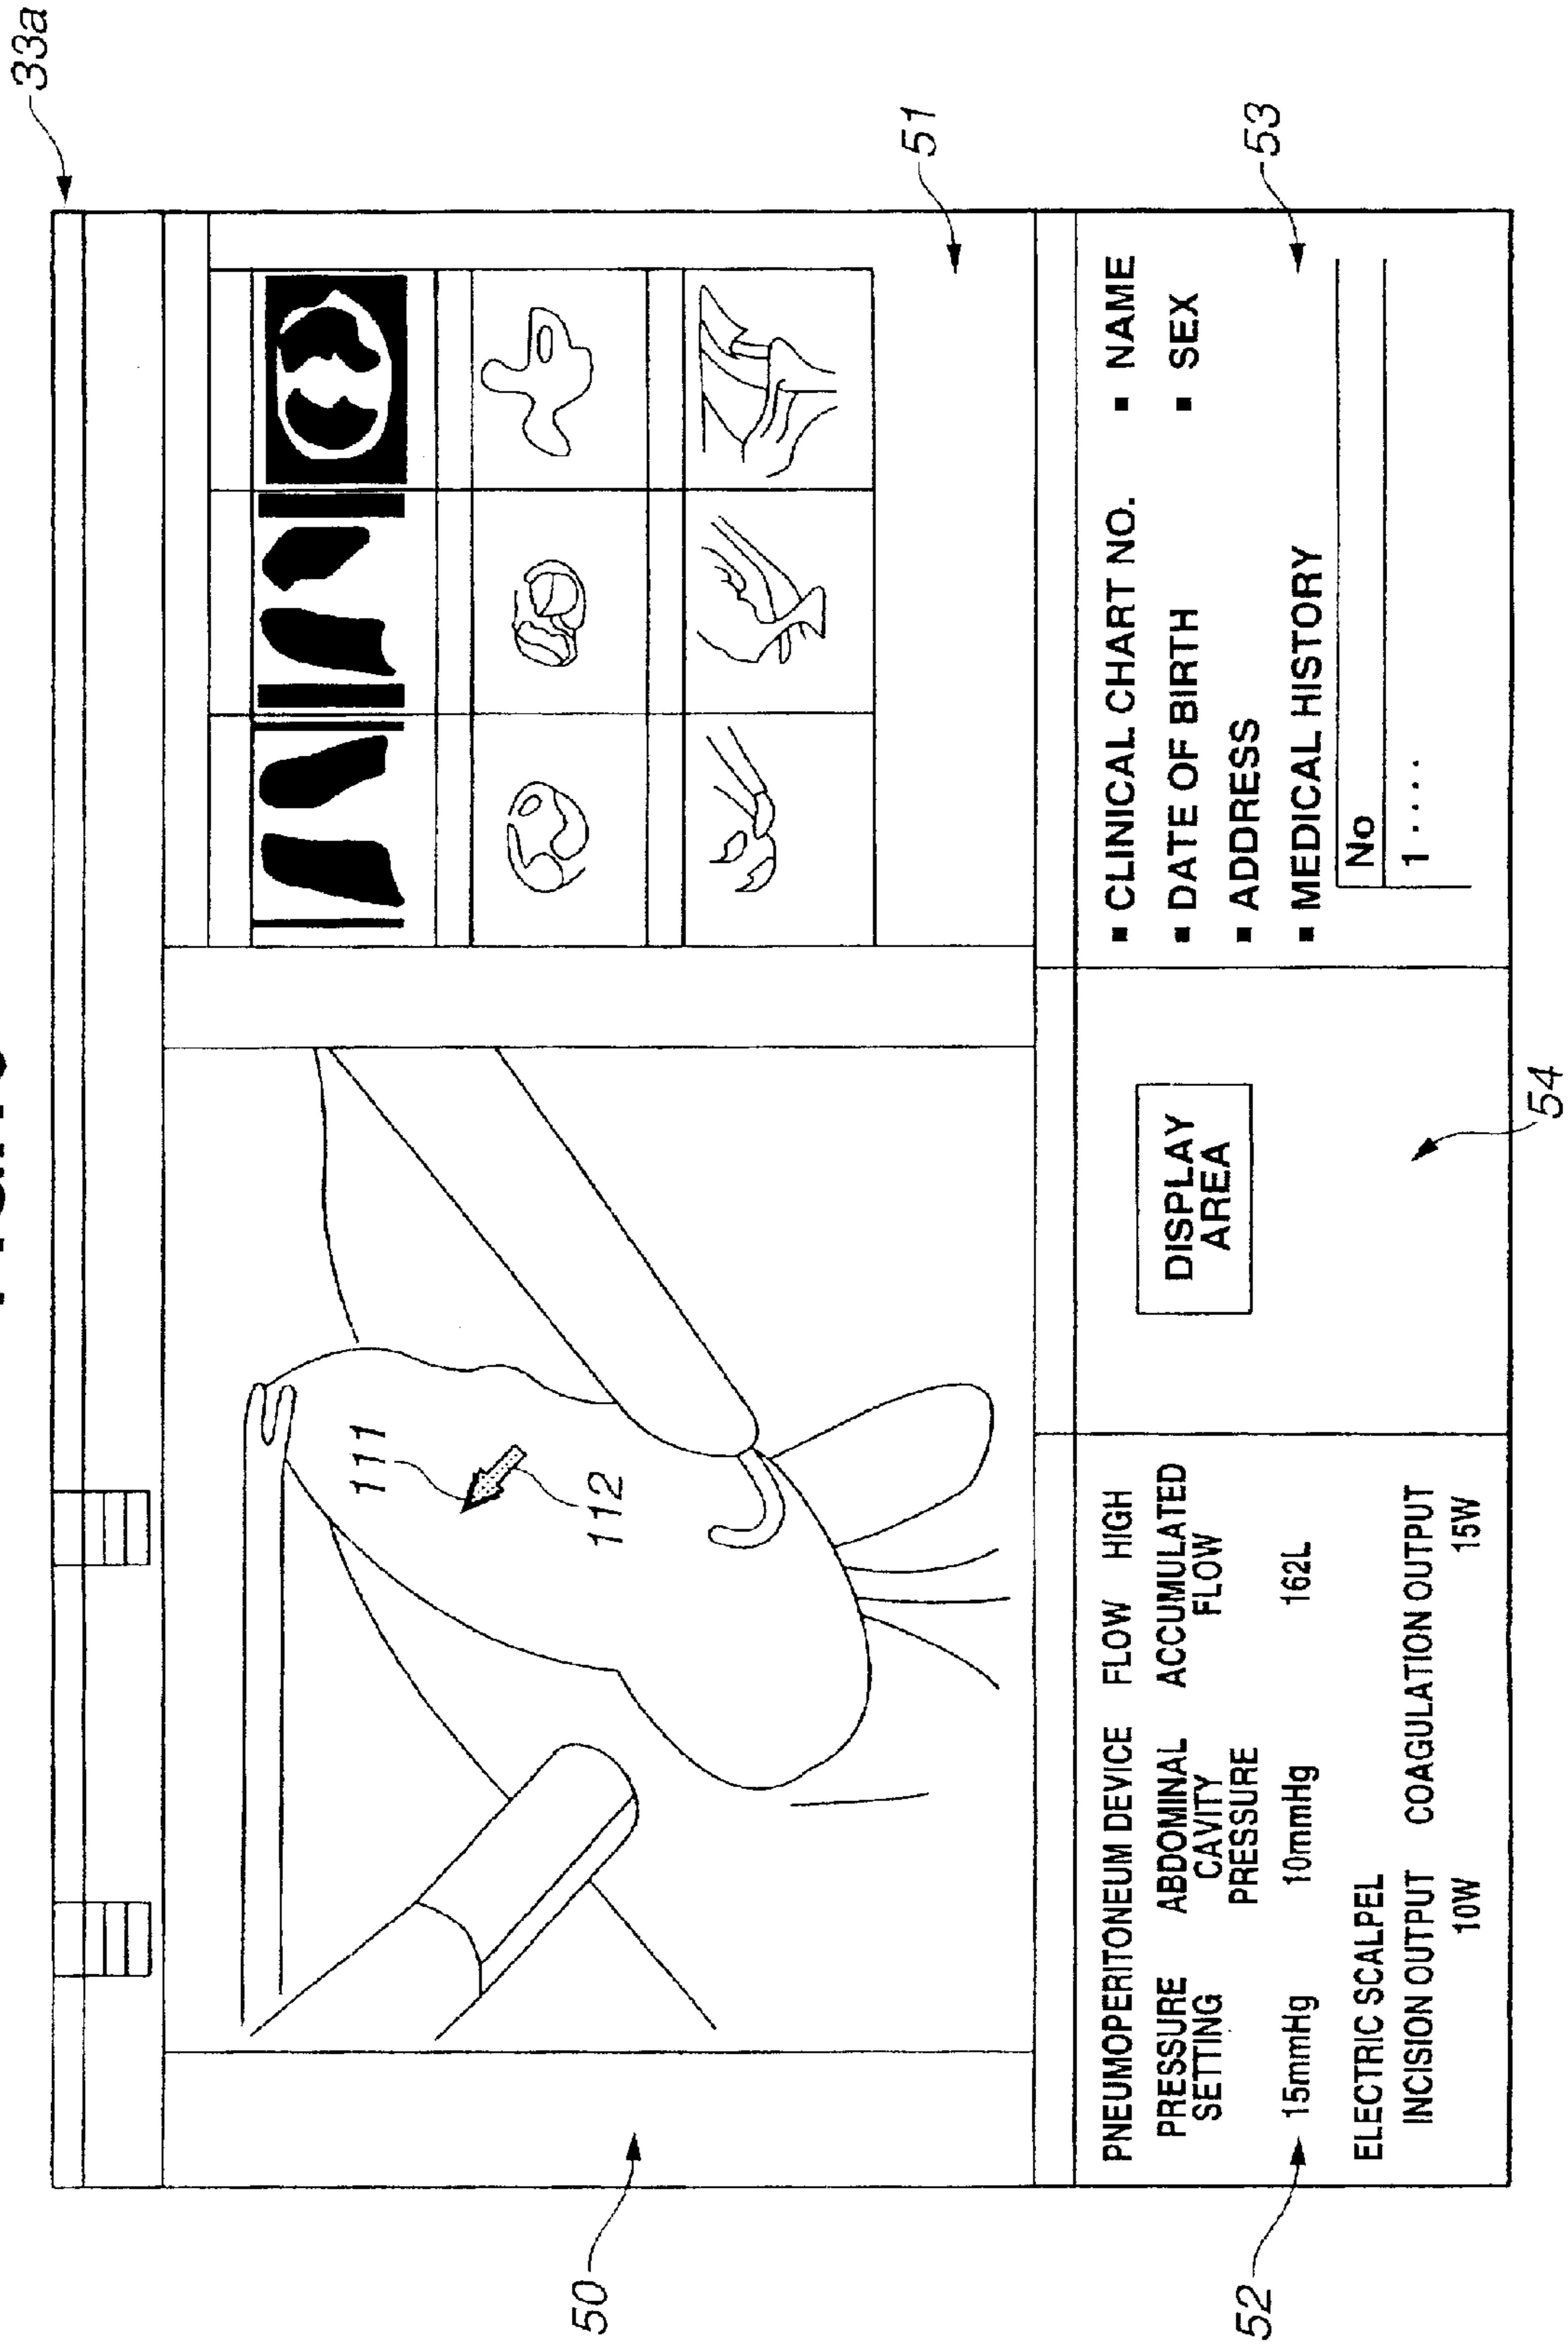 33a
111
112
50
51
PNEUMOPERITONEUM DEVICE FLOW HIGH
PRESSURE SETTING
ABDOMINAL CAVITY PRESSURE
ACCUMULATED FLOW
15mmHg 10mmHg 162L
ELECTRIC SCALPEL
INCISION OUTPUT COAGULATION OUTPUT
10W 15W
52
DISPLAY
AREA
54
▪ CLINICAL CHART NO. ▪ NAME
▪ DATE OF BIRTH ▪ SEX
▪ ADDRESS
▪ MEDICAL HISTORY
No
1 ····
53